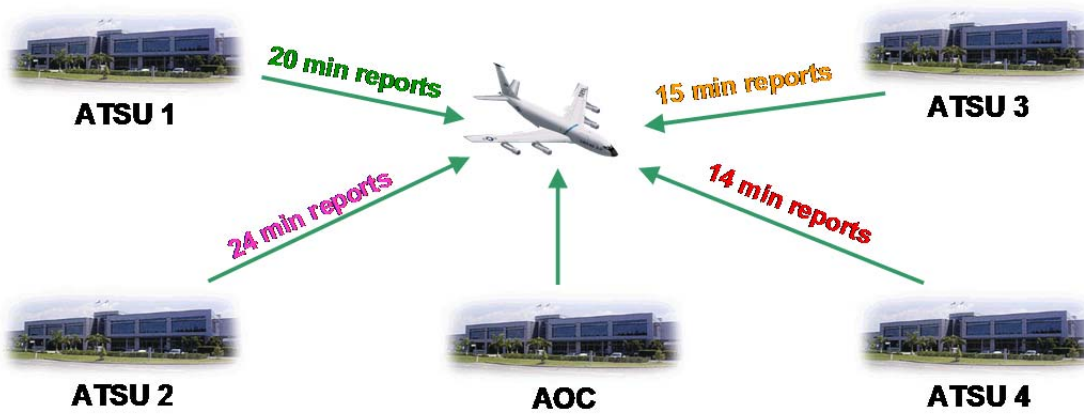 20 min reports
15 min reports
ATSU 1
ATSU 3
24 min reports
14 min reports
ATSU 2
AOC
ATSU 4